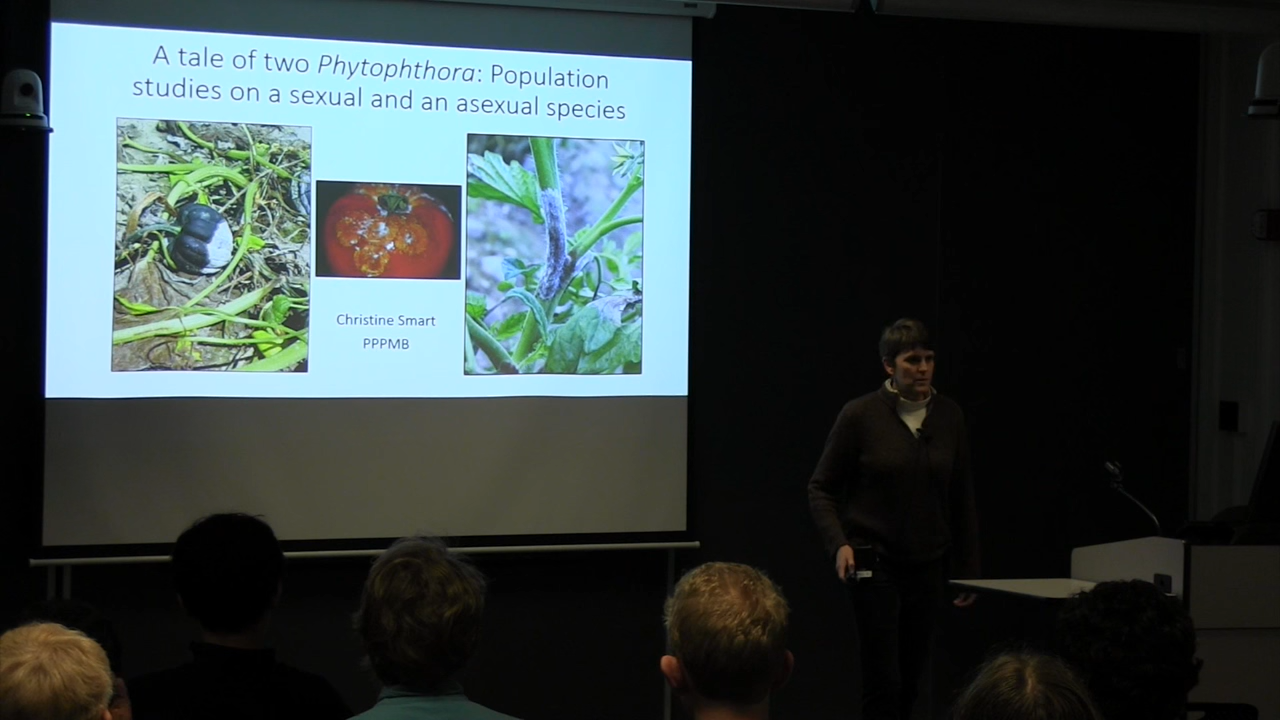 A tale of two Phytophthora: Population
studies on a sexual and an asexual species
Christine Smart
PPPMB